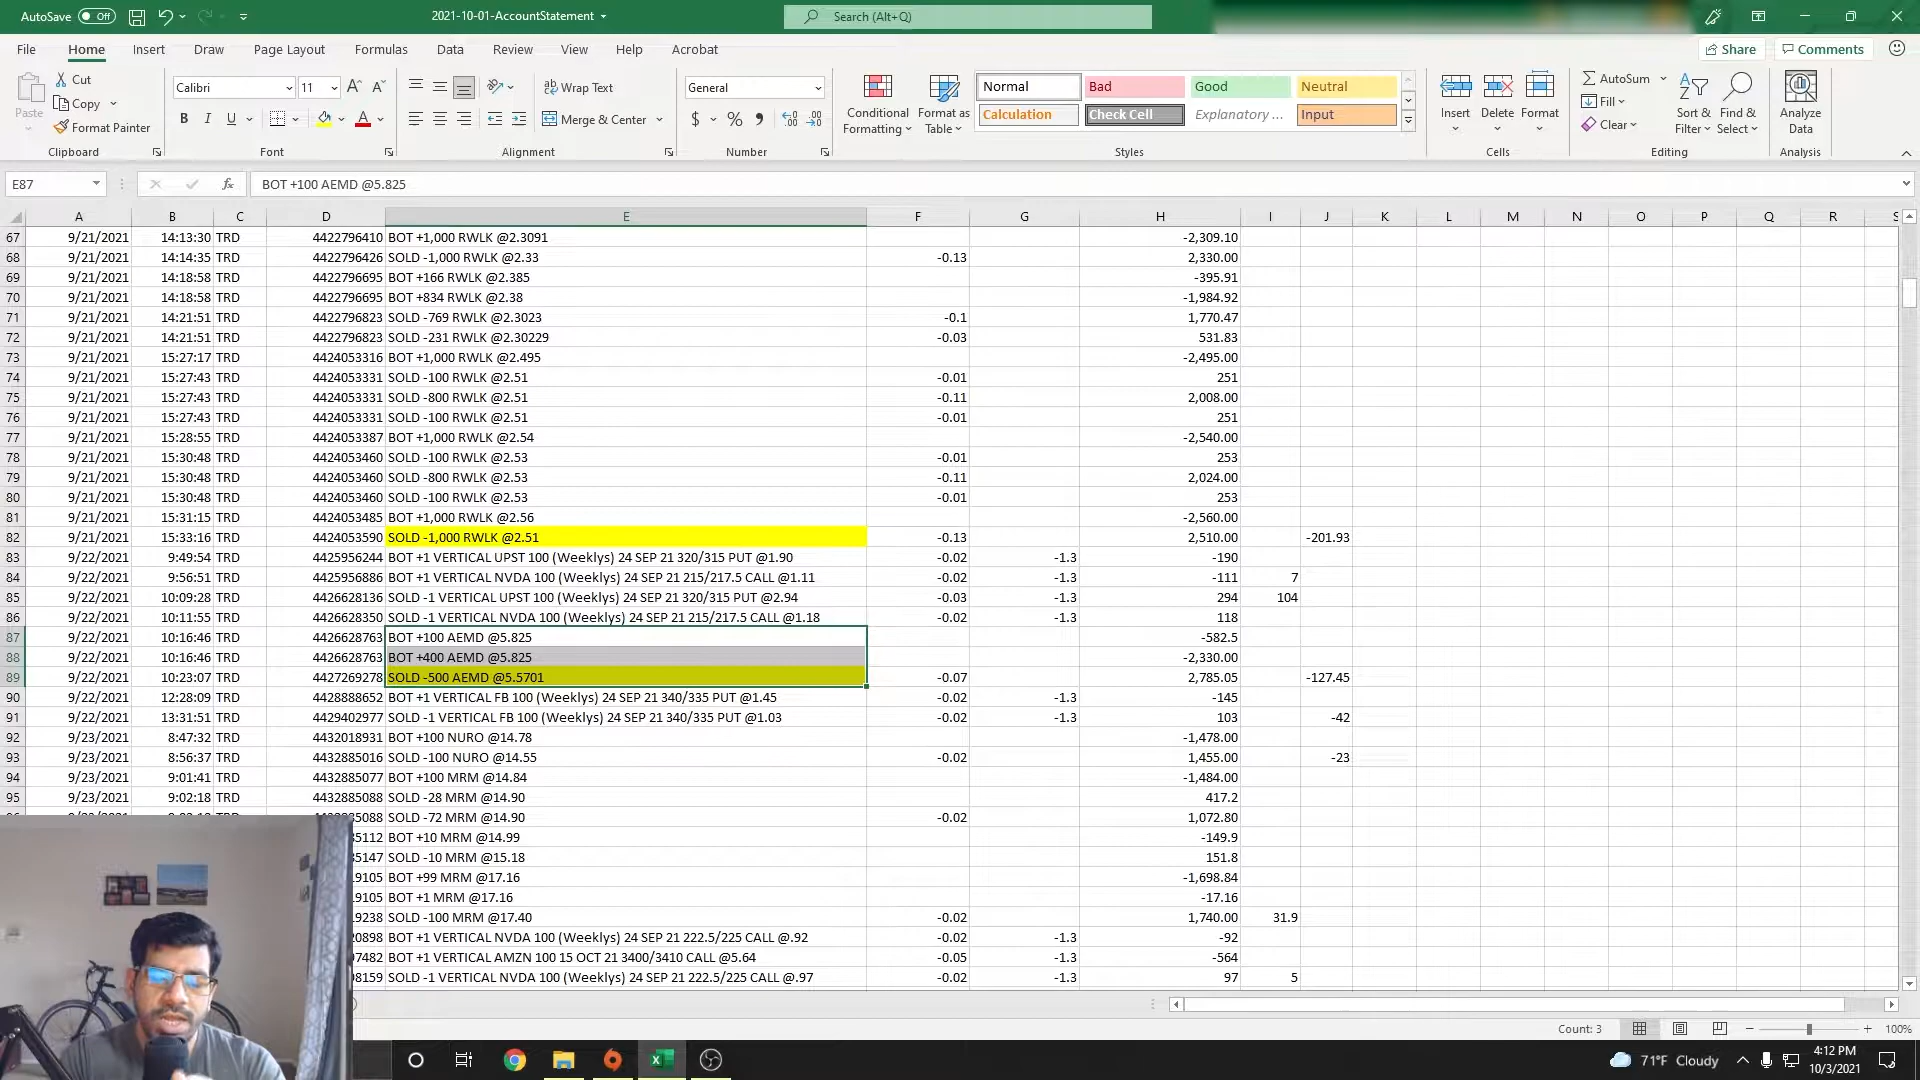 AutoSave Off 2021-10-01-AccountStatement Search (Alt+Q)
File Home Insert Draw Page Layout Formulas Data Review View Help Acrobat Share Comments
Paste Cut Copy Format Painter Clipboard
Calibri 11 A A B I U A Font
Wrap Text Merge & Center Alignment
General $ % Number
Conditional Formatting Format as Table
Normal Bad Good Neutral
Calculation Check Cell Explanatory ... Input
Styles
Insert Delete Format Cells
AutoSum Fill Clear Sort & Filter Find & Select Editing
Analyze Data Analysis
E87 fx BOT +100 AEMD @5.825
A B C D E F G H I J K L M N O P Q R S
67 9/21/2021 14:13:30 TRD 4422796410 BOT +1,000 RWLK @2.3091 -2,309.10
68 9/21/2021 14:14:35 TRD 4422796426 SOLD -1,000 RWLK @2.33 -0.13 2,330.00
69 9/21/2021 14:18:58 TRD 4422796695 BOT +166 RWLK @2.385 -395.91
70 9/21/2021 14:18:58 TRD 4422796695 BOT +834 RWLK @2.38 -1,984.92
71 9/21/2021 14:21:51 TRD 4422796823 SOLD -769 RWLK @2.3023 -0.1 1,770.47
72 9/21/2021 14:21:51 TRD 4422796823 SOLD -231 RWLK @2.30229 -0.03 531.83
73 9/21/2021 15:27:17 TRD 4424053316 BOT +1,000 RWLK @2.495 -2,495.00
74 9/21/2021 15:27:43 TRD 4424053331 SOLD -100 RWLK @2.51 -0.01 251
75 9/21/2021 15:27:43 TRD 4424053331 SOLD -800 RWLK @2.51 -0.11 2,008.00
76 9/21/2021 15:27:43 TRD 4424053331 SOLD -100 RWLK @2.51 -0.01 251
77 9/21/2021 15:28:55 TRD 4424053387 BOT +1,000 RWLK @2.54 -2,540.00
78 9/21/2021 15:30:48 TRD 4424053460 SOLD -100 RWLK @2.53 -0.01 253
79 9/21/2021 15:30:48 TRD 4424053460 SOLD -800 RWLK @2.53 -0.11 2,024.00
80 9/21/2021 15:30:48 TRD 4424053460 SOLD -100 RWLK @2.53 -0.01 253
81 9/21/2021 15:31:15 TRD 4424053485 BOT +1,000 RWLK @2.56 -2,560.00
82 9/21/2021 15:33:16 TRD 4424053590 SOLD -1,000 RWLK @2.51 -0.13 2,510.00 -201.93
83 9/22/2021 9:49:54 TRD 4425956244 BOT +1 VERTICAL UPST 100 (Weeklys) 24 SEP 21 320/315 PUT @1.90 -0.02 -1.3 -190
84 9/22/2021 9:56:51 TRD 4425956886 BOT +1 VERTICAL NVDA 100 (Weeklys) 24 SEP 21 215/217.5 CALL @1.11 -0.02 -1.3 -111 7
85 9/22/2021 10:09:28 TRD 4426628136 SOLD -1 VERTICAL UPST 100 (Weeklys) 24 SEP 21 320/315 PUT @2.94 -0.03 -1.3 294 104
86 9/22/2021 10:11:55 TRD 4426628350 SOLD -1 VERTICAL NVDA 100 (Weeklys) 24 SEP 21 215/217.5 CALL @1.18 -0.02 -1.3 118
87 9/22/2021 10:16:46 TRD 4426628763 BOT +100 AEMD @5.825 -582.5
88 9/22/2021 10:16:46 TRD 4426628763 BOT +400 AEMD @5.825 -2,330.00
89 9/22/2021 10:23:07 TRD 4427269278 SOLD -500 AEMD @5.5701 -0.07 2,785.05 -127.45
90 9/22/2021 12:28:09 TRD 4428888652 BOT +1 VERTICAL FB 100 (Weeklys) 24 SEP 21 340/335 PUT @1.45 -0.02 -1.3 -145
91 9/22/2021 13:31:51 TRD 4429402977 SOLD -1 VERTICAL FB 100 (Weeklys) 24 SEP 21 340/335 PUT @1.03 -0.02 -1.3 103 -42
92 9/23/2021 8:47:32 TRD 4432018931 BOT +100 NURO @14.78 -1,478.00
93 9/23/2021 8:56:37 TRD 4432885016 SOLD -100 NURO @14.55 -0.02 1,455.00 -23
94 9/23/2021 9:01:41 TRD 4432885077 BOT +100 MRM @14.84 -1,484.00
95 9/23/2021 9:02:18 TRD 4432885088 SOLD -28 MRM @14.90 417.2
85088 SOLD -72 MRM @14.90 -0.02 1,072.80
35112 BOT +10 MRM @14.99 -149.9
35147 SOLD -10 MRM @15.18 151.8
9105 BOT +99 MRM @17.16 -1,698.84
9105 BOT +1 MRM @17.16 -17.16
9238 SOLD -100 MRM @17.40 -0.02 1,740.00 31.9
0898 BOT +1 VERTICAL NVDA 100 (Weeklys) 24 SEP 21 222.5/225 CALL @.92 -0.02 -1.3 -92
7482 BOT +1 VERTICAL AMZN 100 15 OCT 21 3400/3410 CALL @5.64 -0.05 -1.3 -564
8159 SOLD -1 VERTICAL NVDA 100 (Weeklys) 24 SEP 21 222.5/225 CALL @.97 -0.02 -1.3 97 5
Count: 3 100%
71°F Cloudy 4:12 PM
10/3/2021